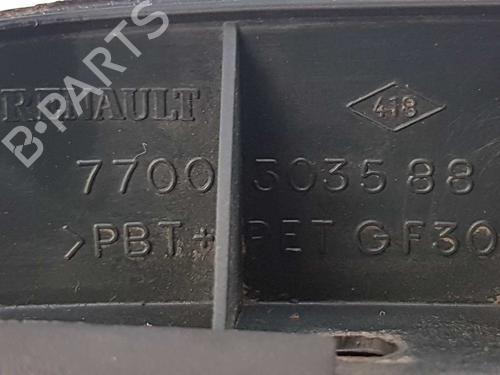 RENAULT 418
7700 303588
>PBT+PET GF30
B-PARTS